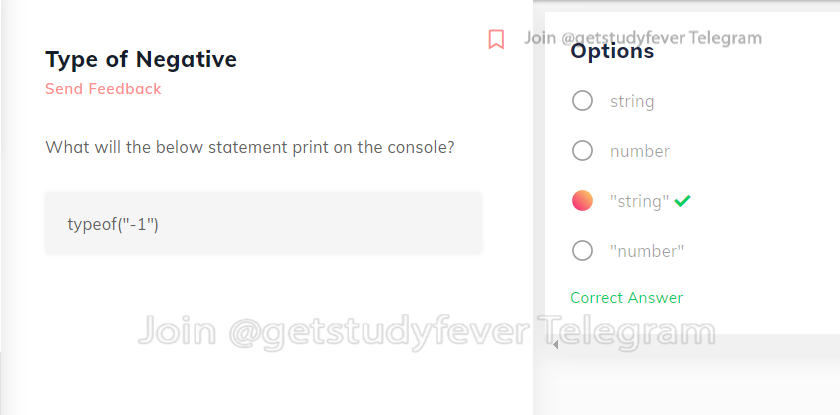 Type of Negative
Send Feedback
What will the below statement print on the console?
typeof("-1")
Join @getstudyfever Telegram
Options
string
number
"string"
"number"
Correct Answer
Join @getstudyfever Telegram